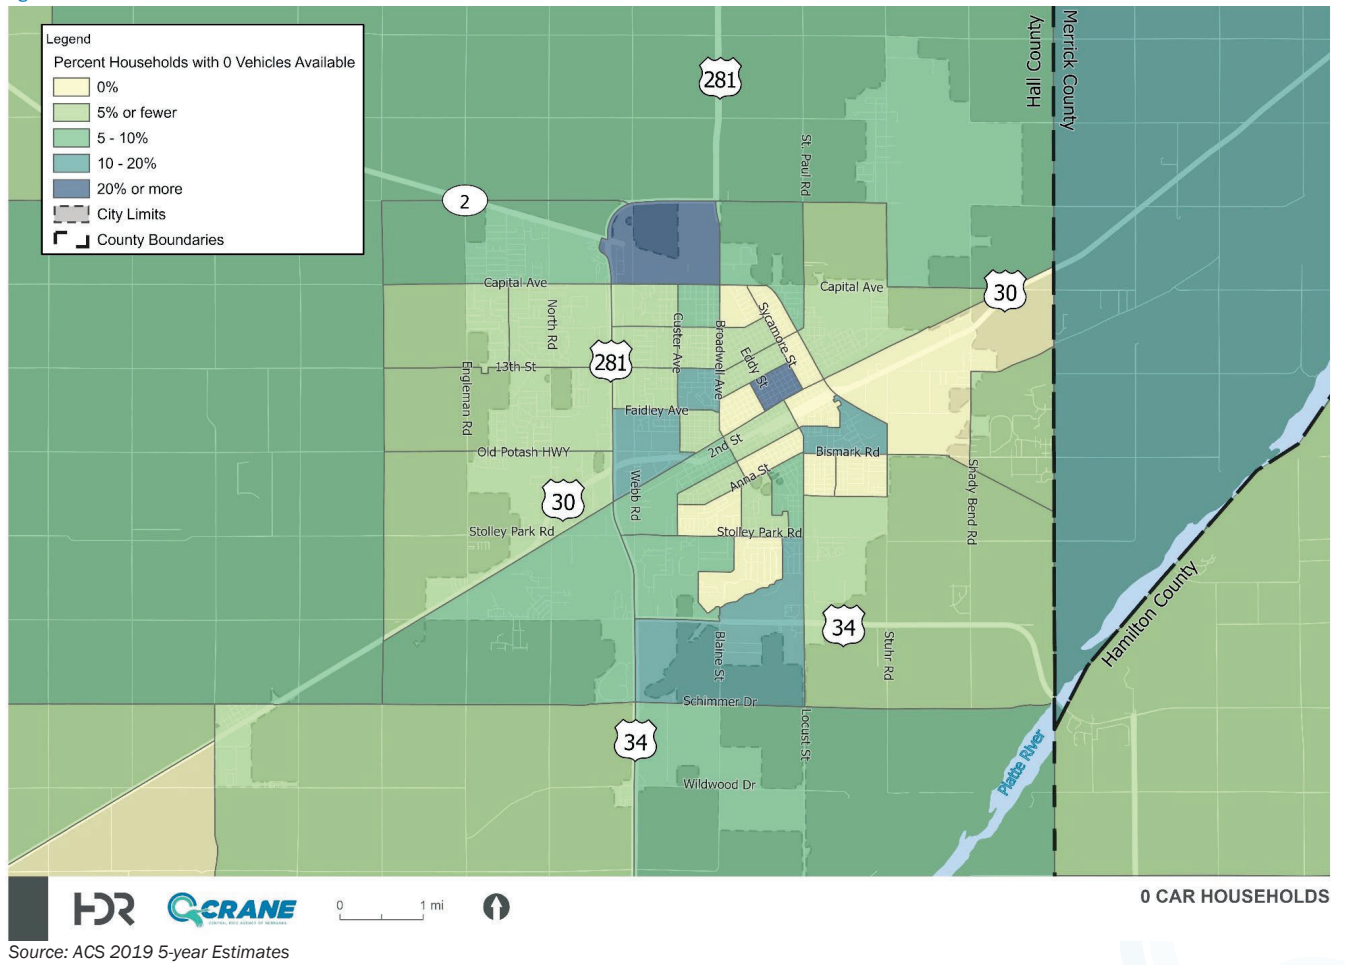 Legend
Percent Households with 0 Vehicles Available
0%
5% or fewer
5 - 10%
10 - 20%
20% or more
City Limits
County Boundaries
281
Hall County
Merrick County
St. Paul Rd
2
Capital Ave
Capital Ave
30
North Rd
Custer Ave
Broadwell Ave
Sycamore St
Eddy St
281
13th St
Engleman Rd
Faidley Ave
2nd St
Old Potash HWY
Bismark Rd
Anna St
Webb Rd
Shady Bend Rd
30
Stolley Park Rd
Stolley Park Rd
34
Hamilton County
Blaine St
Stuhr Rd
Schimmer Dr
Locust St
34
Platte River
Wildwood Dr
HDR
CRANE
0 1 mi
0 CAR HOUSEHOLDS
Source: ACS 2019 5-year Estimates